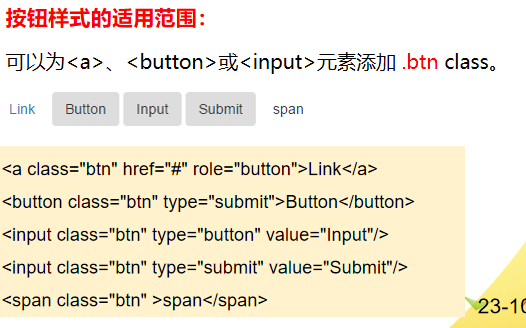 按钮样式的适用范围：
可以为<a>、<button>或<input>元素添加 .btn class。
Link Button Input Submit span
<a class="btn" href="#" role="button">Link</a>
<button class="btn" type="submit">Button</button>
<input class="btn" type="button" value="Input"/>
<input class="btn" type="submit" value="Submit"/>
<span class="btn" >span</span>
23-10